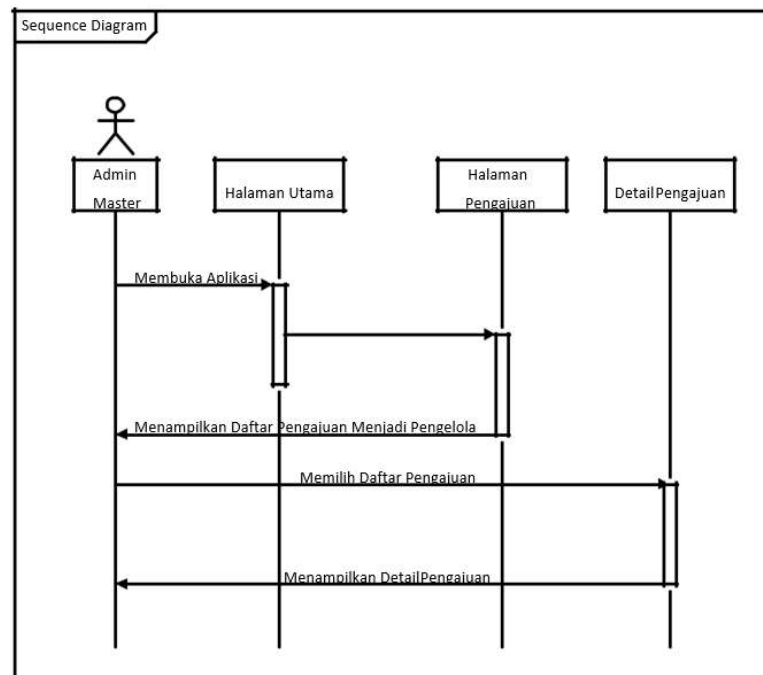 Sequence Diagram
Admin
Master
Halaman Utama
Halaman
Pengajuan
DetailPengajuan
Membuka Aplikasi
Menampilkan Daftar Pengajuan Menjadi Pengelola
Memilih Daftar Pengajuan
Menampilkan DetailPengajuan